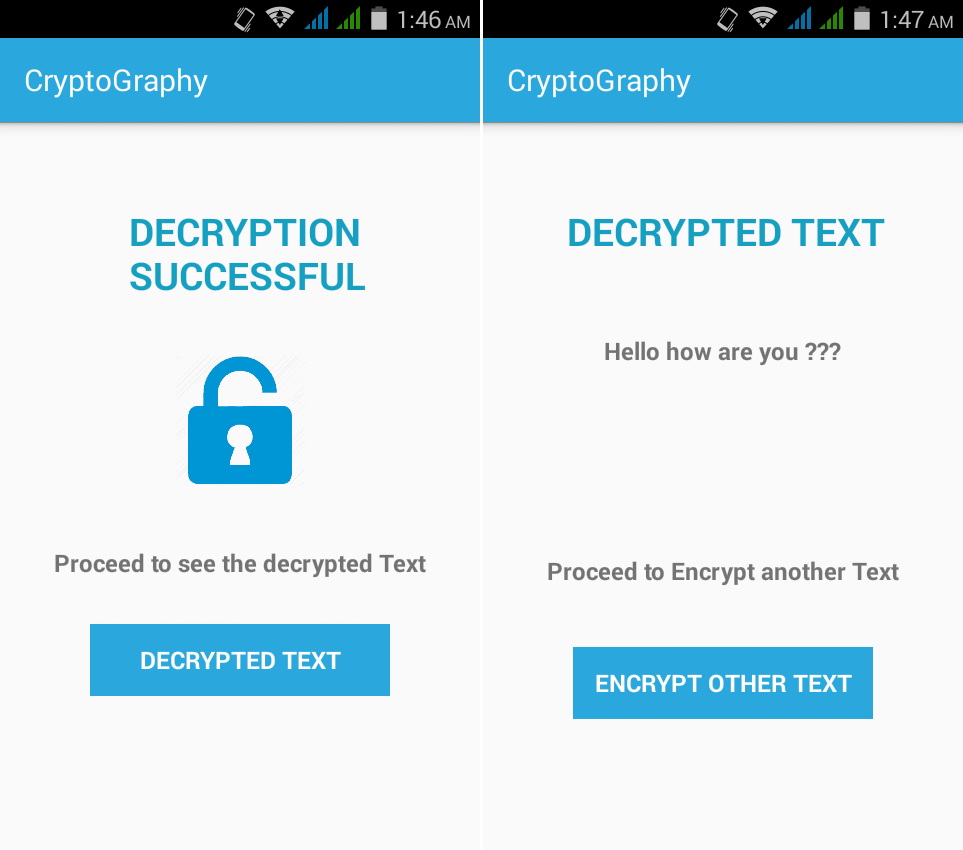 1:46 AM
CryptoGraphy
DECRYPTION
SUCCESSFUL
Proceed to see the decrypted Text
DECRYPTED TEXT
1:47 AM
CryptoGraphy
DECRYPTED TEXT
Hello how are you ???
Proceed to Encrypt another Text
ENCRYPT OTHER TEXT